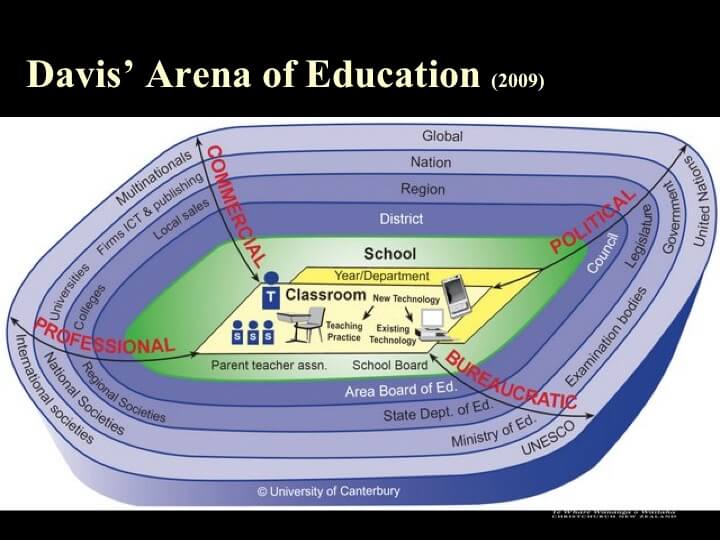 Davis' Arena of Education (2009)
Global
Nation
Region
District
School
Year/Department
Classroom
New Technology
T
S S S
Teaching
Practice
Existing
Technology
Parent teacher assn.
School Board
COMMERCIAL
Multinationals
Firms ICT & publishing
Local sales
POLITICAL
United Nations
Government
Legislature
Council
PROFESSIONAL
Universities
Colleges
International societies
National Societies
Regional Societies
BUREAUCRATIC
Examination bodies
Area Board of Ed.
State Dept. of Ed.
Ministry of Ed.
UNESCO
© University of Canterbury
Te Whare Wānanga o Waitaha
CHRISTCHURCH NEW ZEALAND